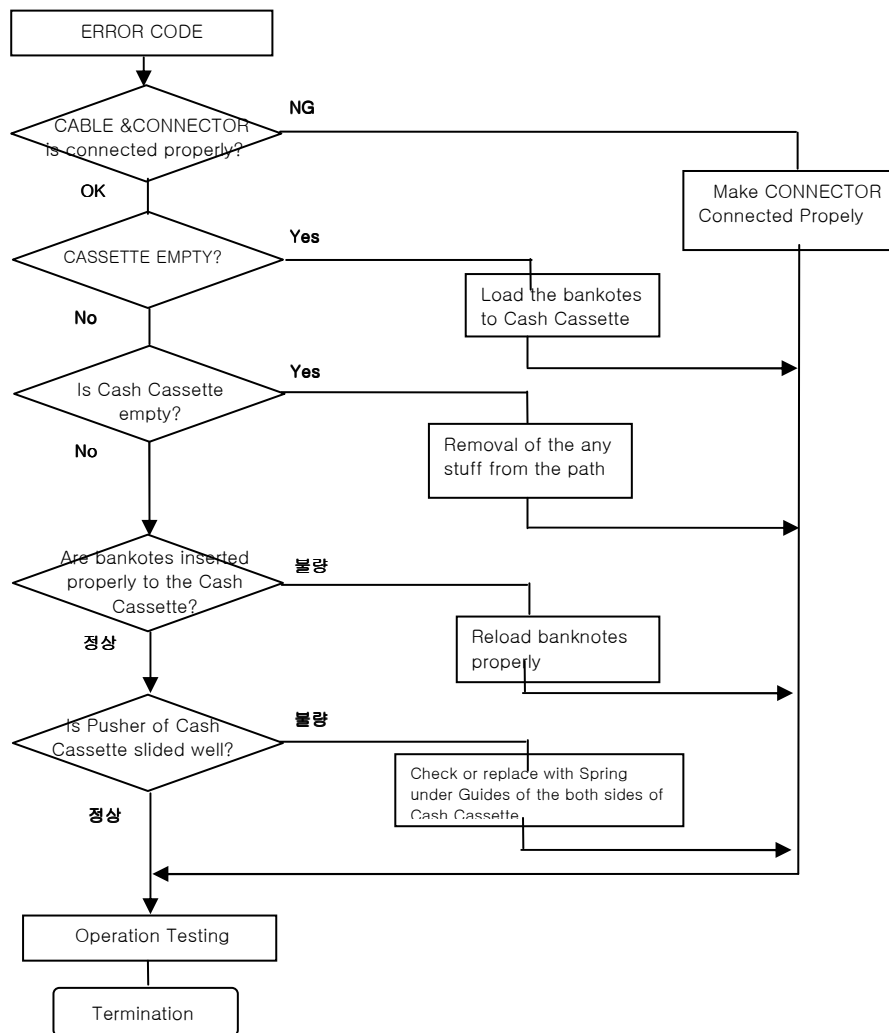 ERROR CODE
NG
CABLE &CONNECTOR
is connected properly?
OK
Make CONNECTOR
Connected Propely
Yes
CASSETTE EMPTY?
Load the bankotes
to Cash Cassette
No
Yes
Is Cash Cassette
empty?
Removal of the any
stuff from the path
No
Are bankotes inserted
properly to the Cash
Cassette?
불량
Reload banknotes
properly
정상
불량
Is Pusher of Cash
Cassette slided well?
Check or replace with Spring
under Guides of the both sides of
Cash Cassette
정상
Operation Testing
Termination